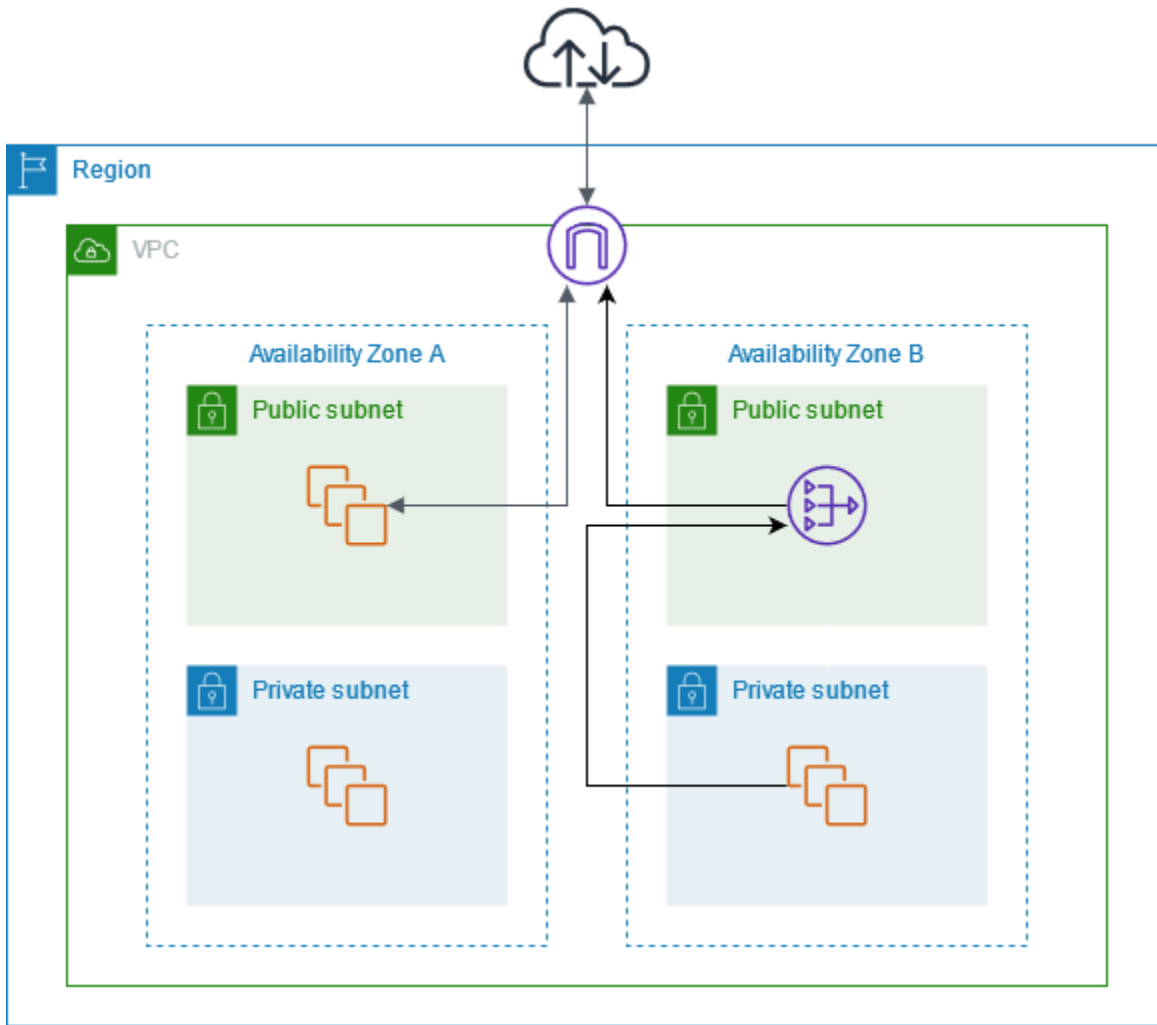 Region
VPC
Availability Zone A
Availability Zone B
Public subnet
Public subnet
Private subnet
Private subnet